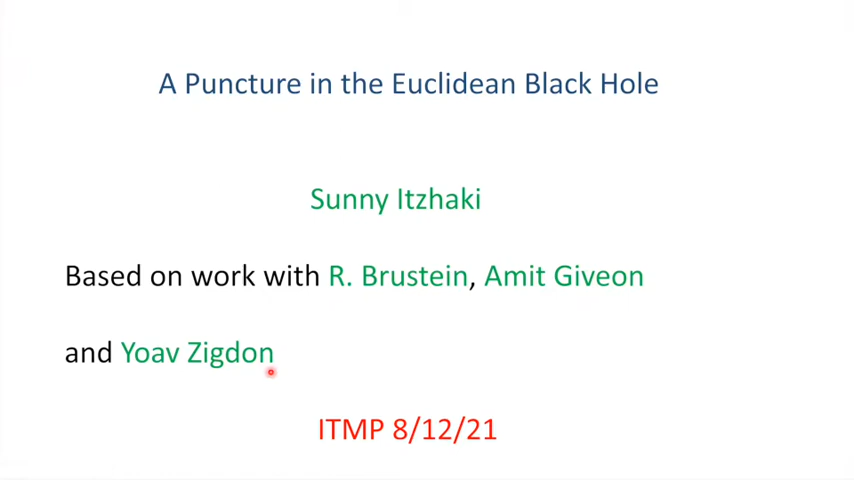 A Puncture in the Euclidean Black Hole
Sunny Itzhaki
Based on work with R. Brustein, Amit Giveon
and Yoav Zigdon
ITMP 8/12/21